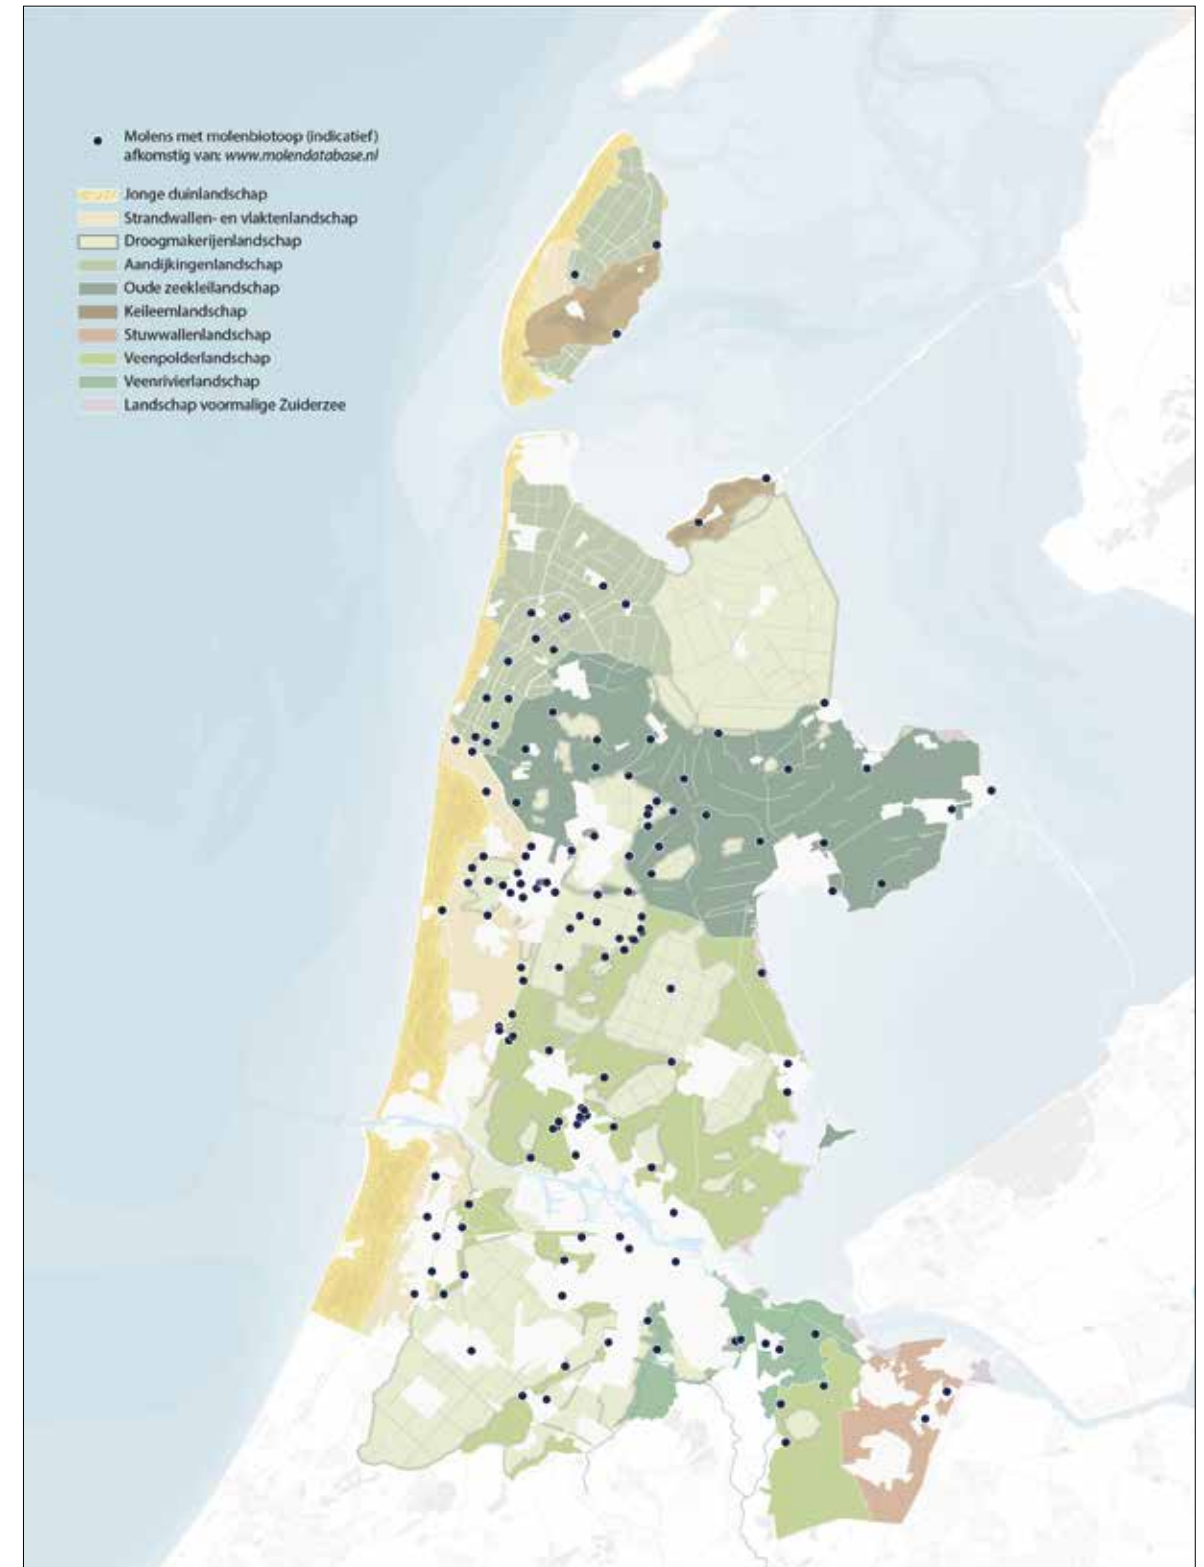 Molens met molenbiotoop (indicatief)
afkomstig van: www.molendatabase.nl
Jonge duinlandschap
Strandwallen- en vlaktenlandschap
Droogmakerijenlandschap
Aandijkingenlandschap
Oude zeekleilandschap
Keileemlandschap
Stuwwallenlandschap
Veenpolderlandschap
Veenrivierlandschap
Landschap voormalige Zuiderzee